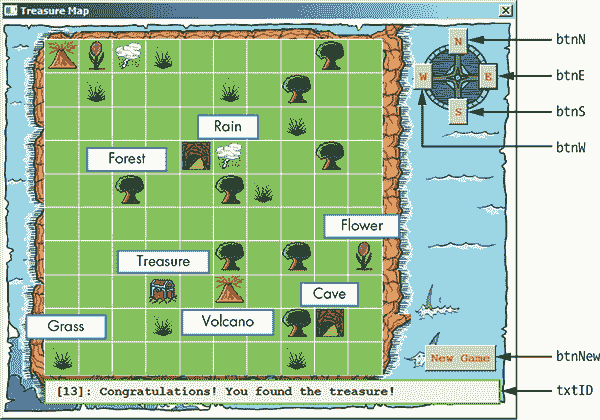 Treasure Map
N
btnN
W
E
btnE
S
btnS
btnW
Rain
Forest
Flower
Treasure
Cave
Grass
Volcano
New Game
btnNew
[13]: Congratulations! You found the treasure!
txtID